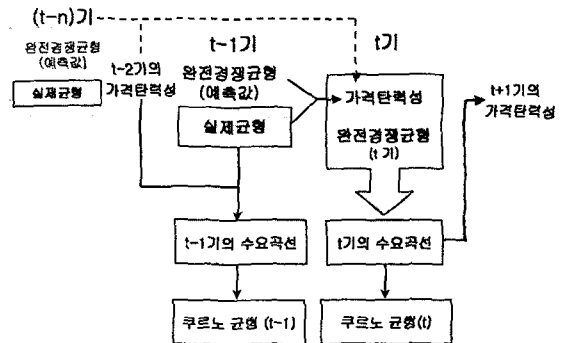 (t-n)기
완전경쟁균형
(예측값)
실제균형
t-2기의
가격탄력성
t-1기
완전경쟁균형
(예측값)
실제균형
t기
가격탄력성
완전경쟁균형
(t 기)
t+1기의
가격탄력성
t-1기의 수요곡선
t기의 수요곡선
쿠르노 균형 (t-1)
쿠르노 균형(t)